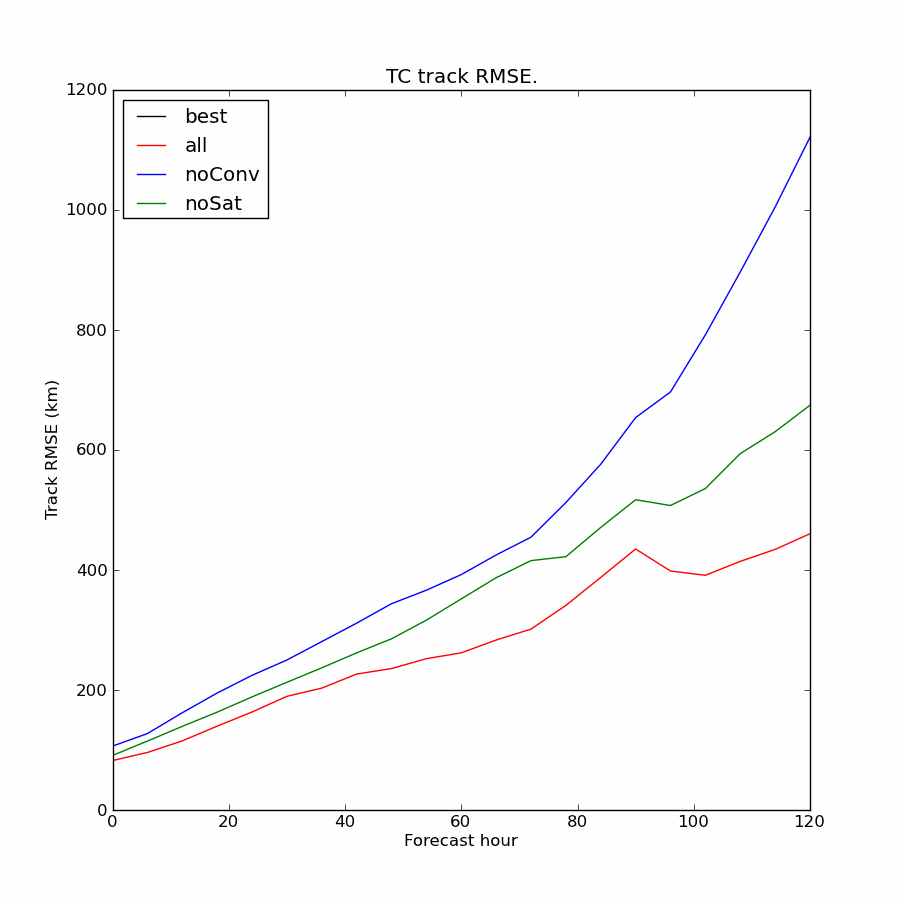 TC track RMSE.
best
all
noConv
noSat
1200
1000
800
600
400
200
0
Track RMSE (km)
0 20 40 60 80 100 120
Forecast hour